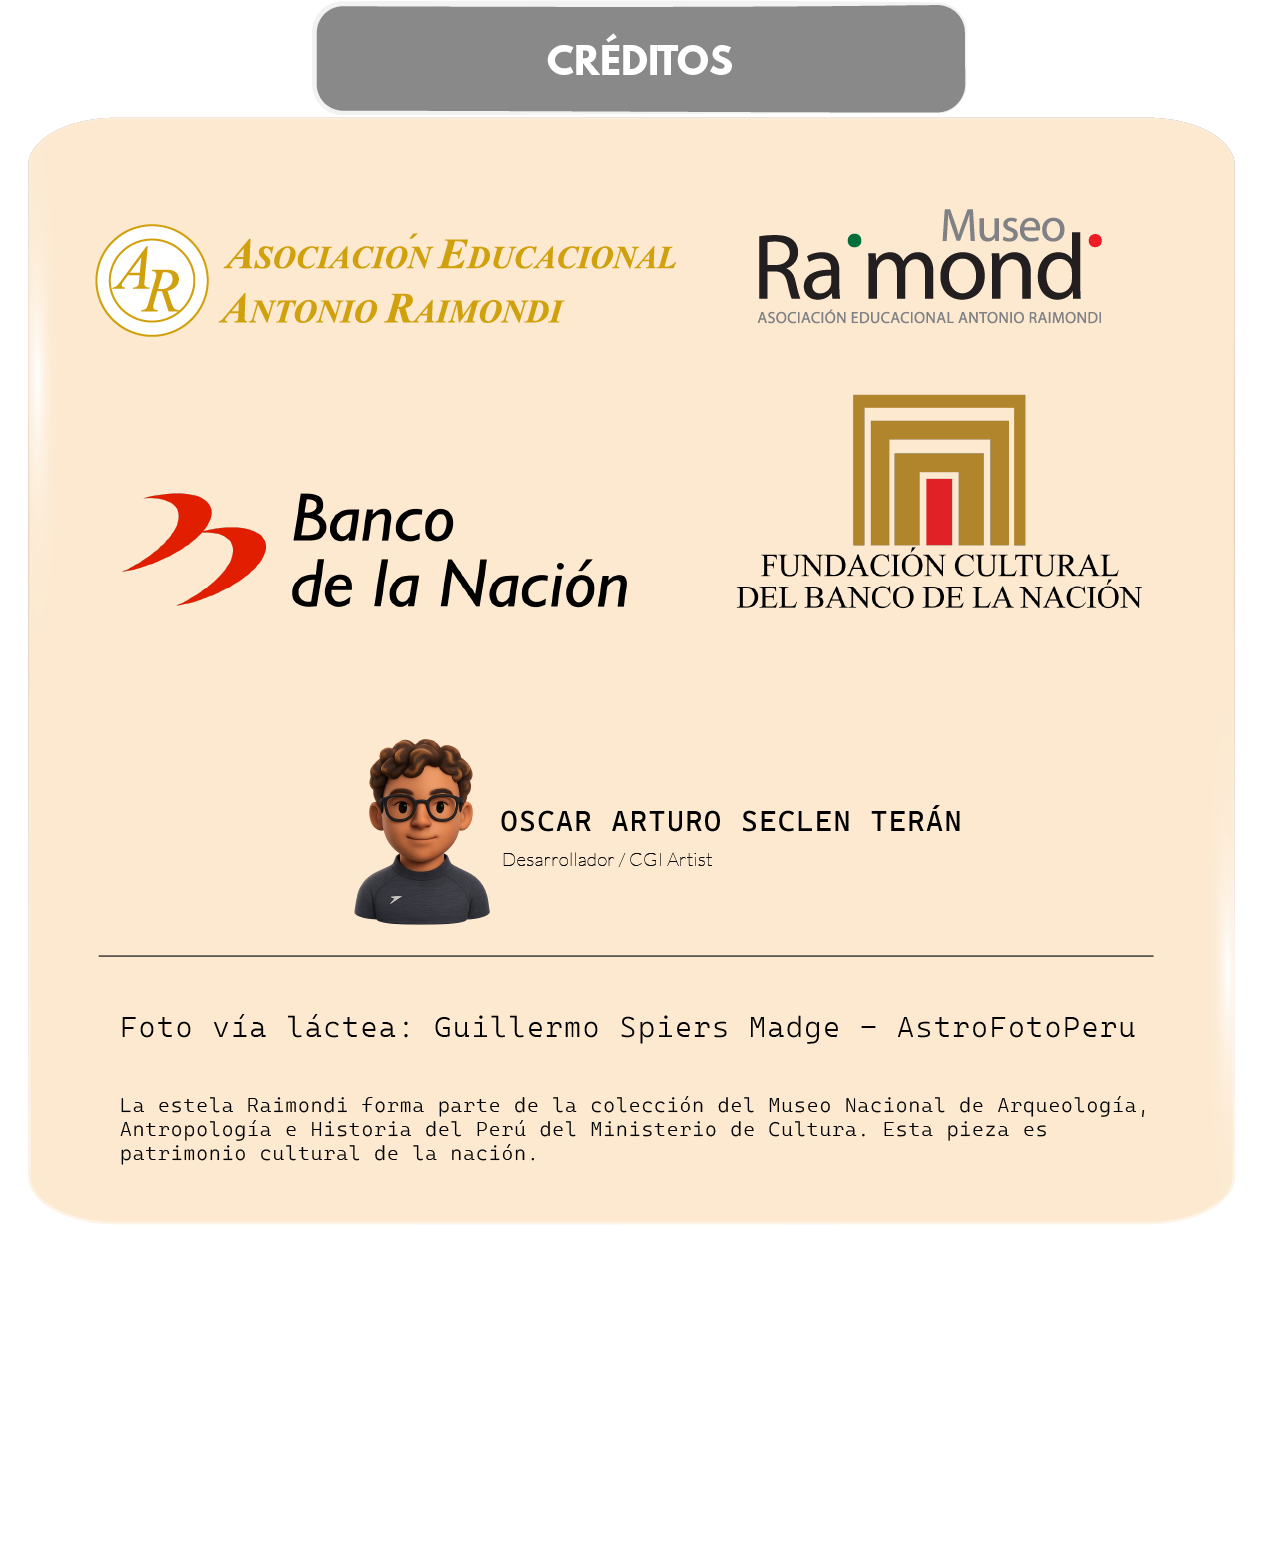 CRÉDITOS
AR
ASOCIACIÓN EDUCACIONAL
ANTONIO RAIMONDI
Museo
Raimondi
ASOCIACIÓN EDUCACIONAL ANTONIO RAIMONDI
Banco
de la Nación
FUNDACIÓN CULTURAL
DEL BANCO DE LA NACIÓN
OSCAR ARTURO SECLEN TERÁN
Desarrollador / CGI Artist
Foto vía láctea: Guillermo Spiers Madge – AstroFotoPeru
La estela Raimondi forma parte de la colección del Museo Nacional de Arqueología,
Antropología e Historia del Perú del Ministerio de Cultura. Esta pieza es
patrimonio cultural de la nación.